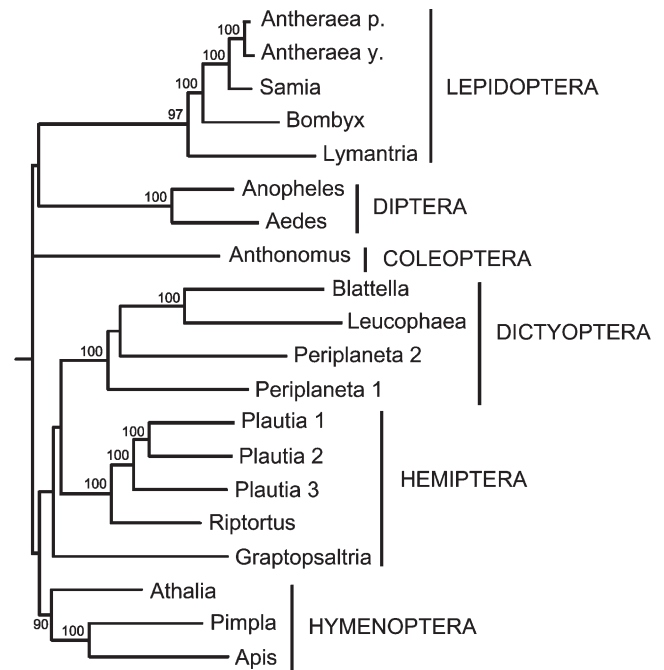 Antheraea p.
100
Antheraea y.
100
Samia
LEPIDOPTERA
100
97
Bombyx
Lymantria
100
Anopheles
DIPTERA
Aedes
Anthonomus
COLEOPTERA
Blattella
100
Leucophaea
DICTYOPTERA
100
Periplaneta 2
Periplaneta 1
Plautia 1
100
Plautia 2
100
HEMIPTERA
100
Plautia 3
Riptortus
Graptopsaltria
Athalia
90
Pimpla
HYMENOPTERA
100
Apis